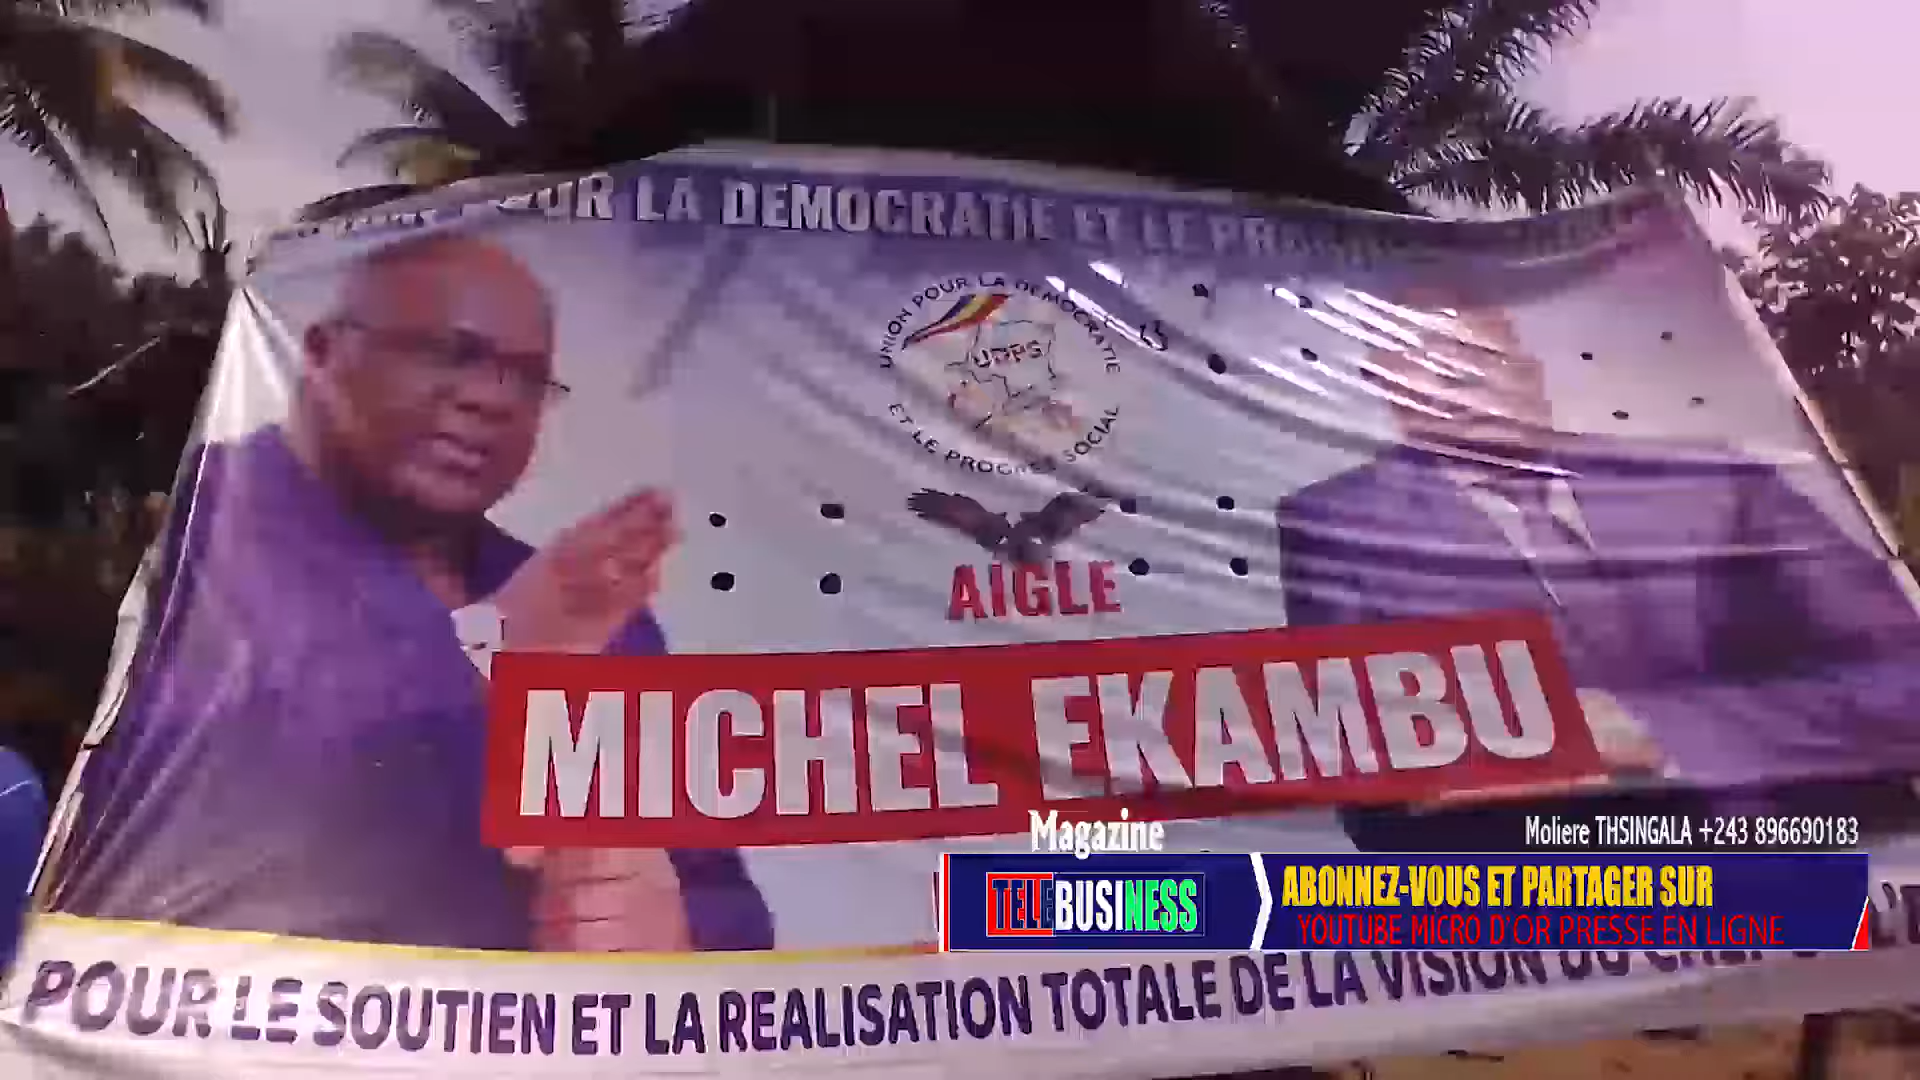 POUR LA DEMOCRATIE ET LE
UNION POUR LA DEMOCRATIE
UDPS
ET LE PROGRES SOCIAL
AIGLE
MICHEL EKAMBU
Magazine
Moliere THSINGALA +243 896690183
TELEBUSINESS
ABONNEZ-VOUS ET PARTAGER SUR
YOUTUBE MICRO D'OR PRESSE EN LIGNE
POUR LE SOUTIEN ET LA REALISATION TOTALE DE LA VISION DU